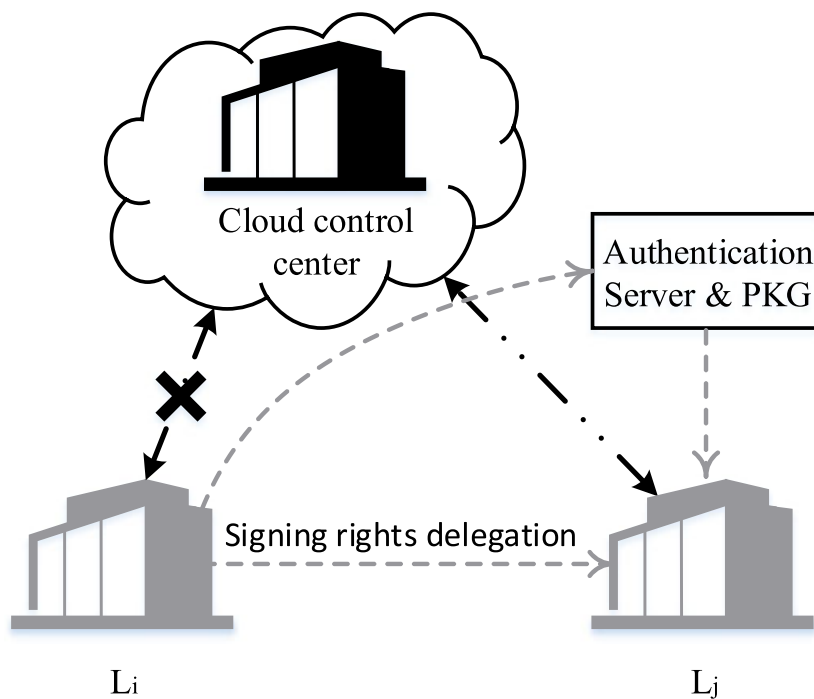 Cloud control
center
Authentication
Server & PKG
Signing rights delegation
Li
Lj